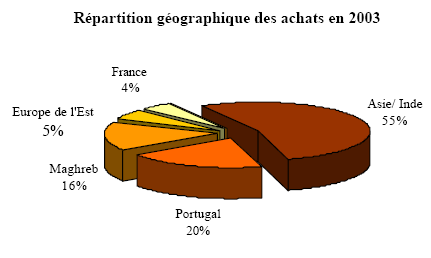 Répartition géographique des achats en 2003
France
4%
Asie/ Inde
55%
Europe de l'Est
5%
Maghreb
16%
Portugal
20%